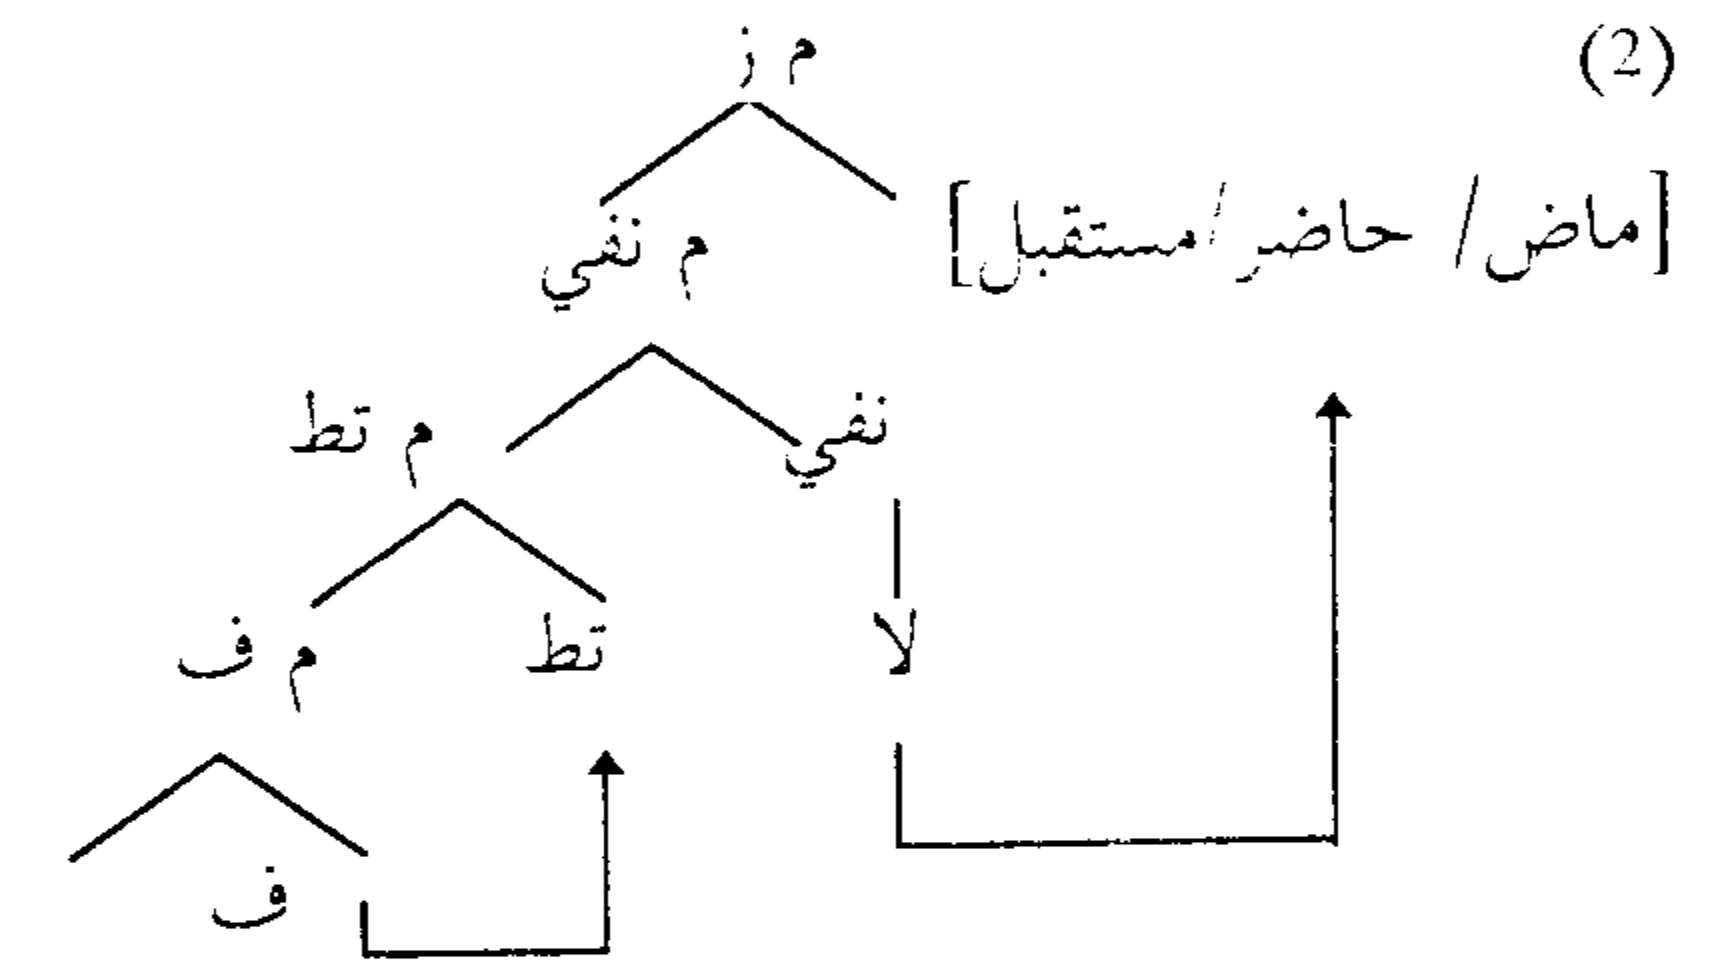 (2)
م ز
[ماض / حاضر / مستقبل]
م نفي
نفي
م تط
لا
تط
م ف
ف